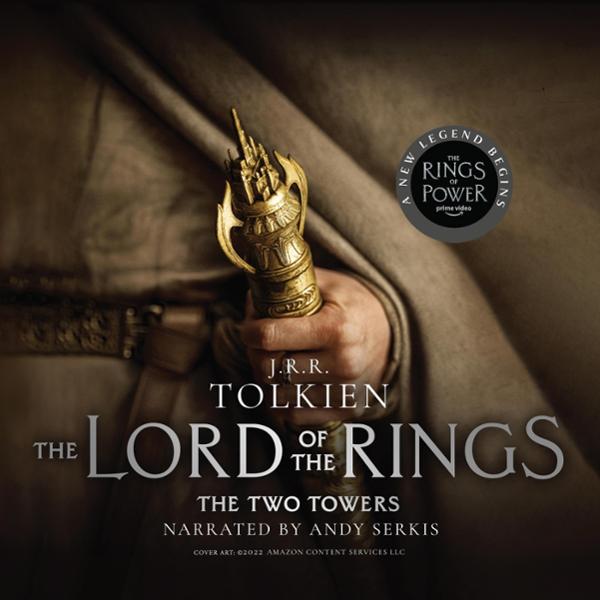 A NEW LEGEND BEGINS
THE
RINGS
OF
POWER
prime video
J.R.R.
TOLKIEN
THE LORD OF THE RINGS
THE TWO TOWERS
NARRATED BY ANDY SERKIS
COVER ART: ©2022 AMAZON CONTENT SERVICES LLC